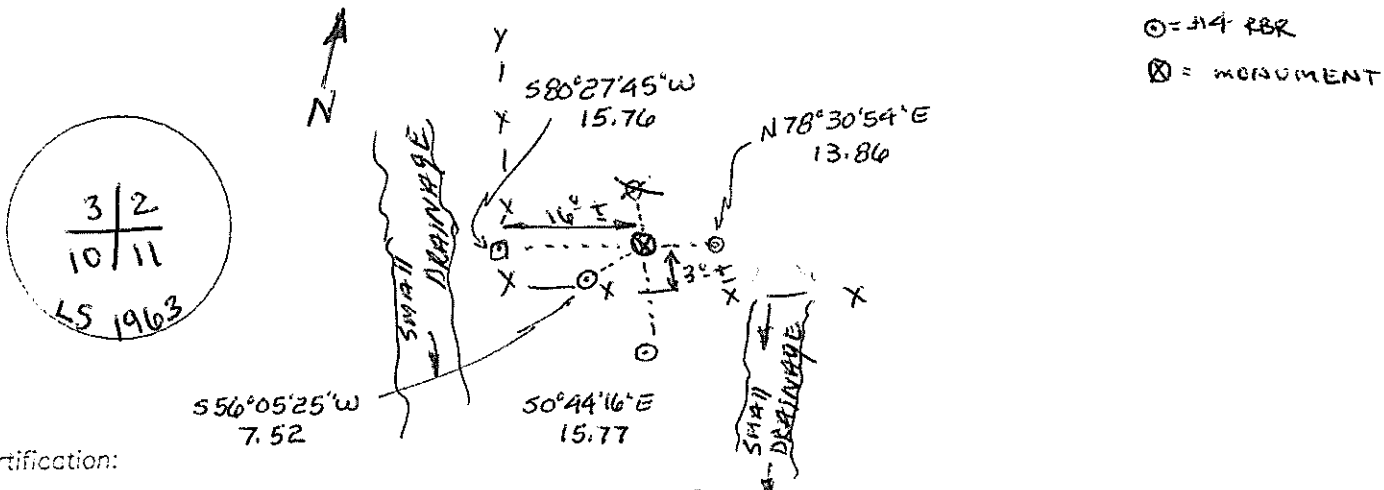 ⊙ = #4 RBR
⊗ = MONUMENT
N
S80°27'45"W
15.76
N78°30'54"E
13.86
3 | 2
10 | 11
LS 1963
SMALL
DRAINAGE
16' ±
3' ±
S56°05'25"W
7.52
S0°44'16"E
15.77
SMALL
DRAINAGE
rtification: